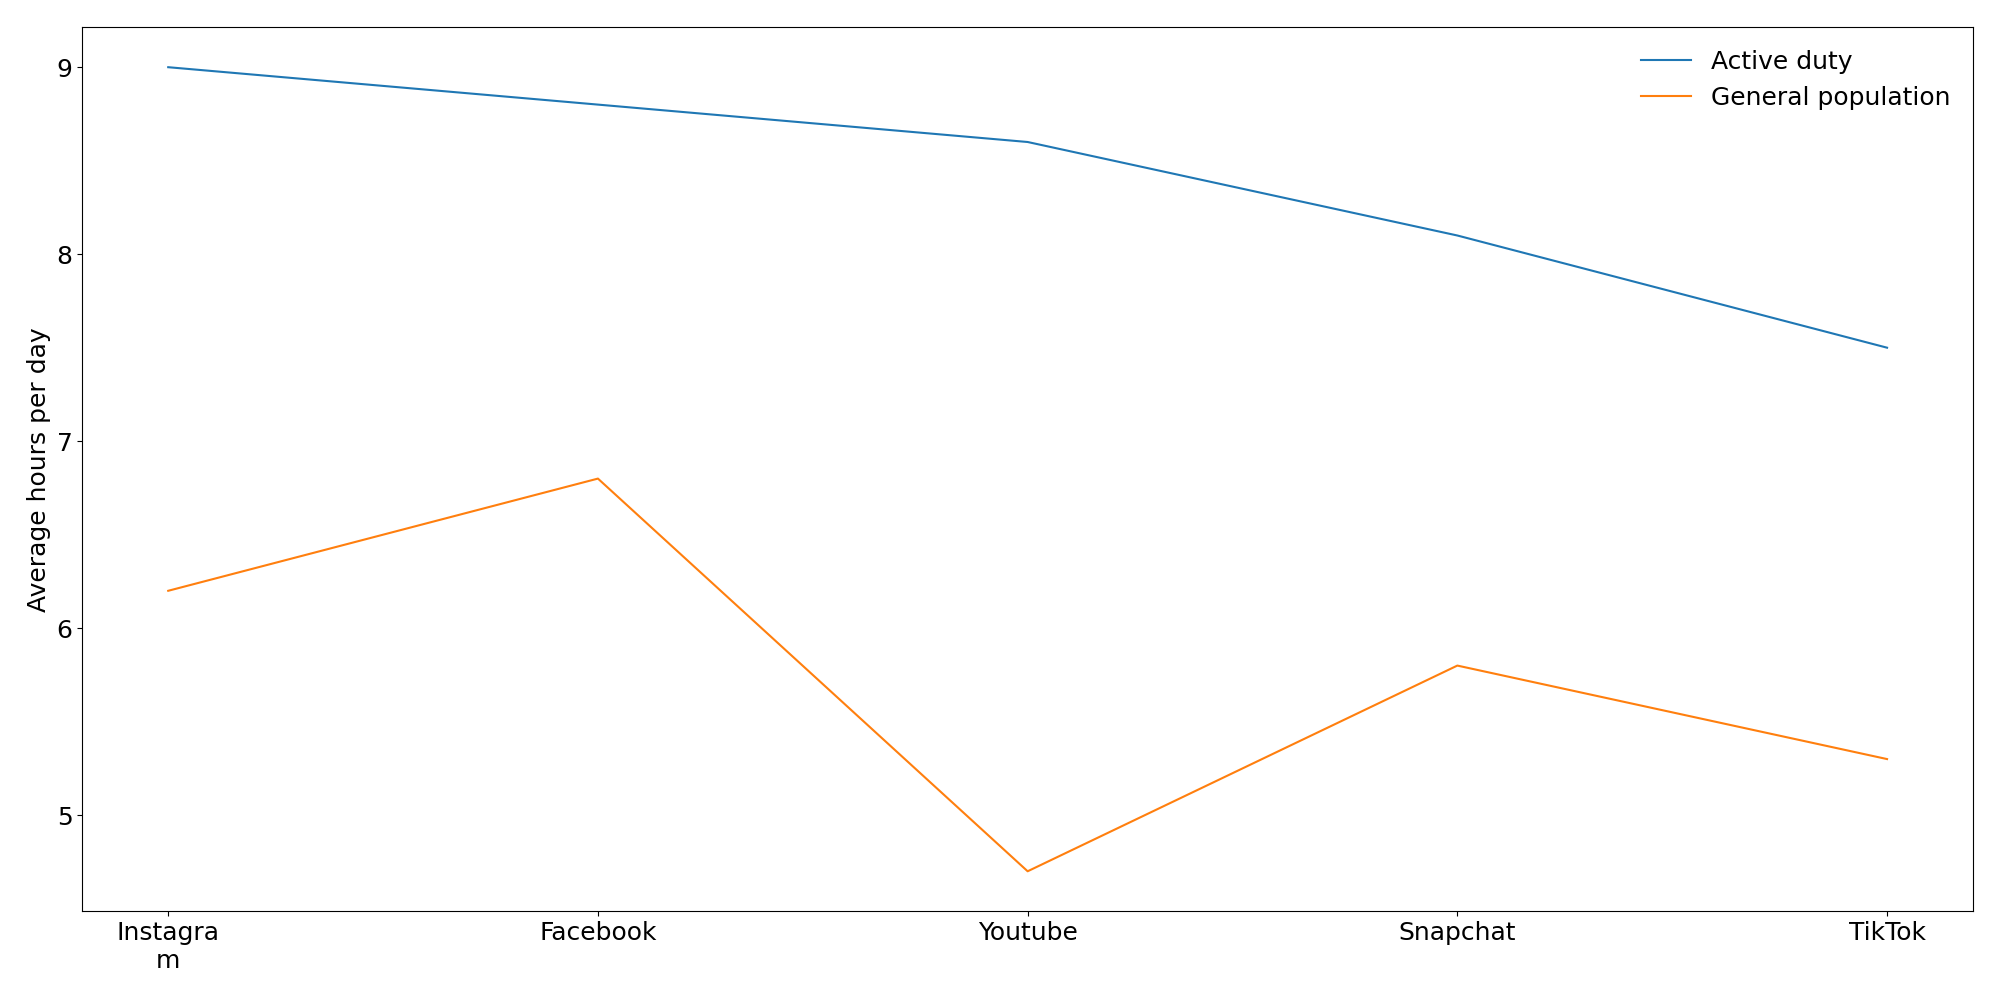 Active duty
General population
9
8
7
6
5
Average hours per day
Instagra
m
Facebook
Youtube
Snapchat
TikTok